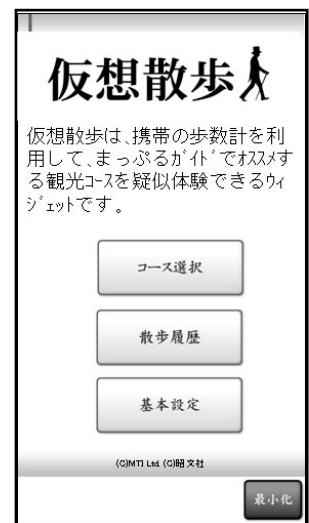 仮想散歩
仮想散歩は、携帯の歩数計を利
用して、まっぷるｶﾞｲﾄﾞでｵｽｽﾒす
る観光ｺｰｽを疑似体験できるｳｨ
ｼﾞｪｯﾄです。
コース選択
散歩履歴
基本設定
(C)MTI Ltd. (C)昭文社
最小化